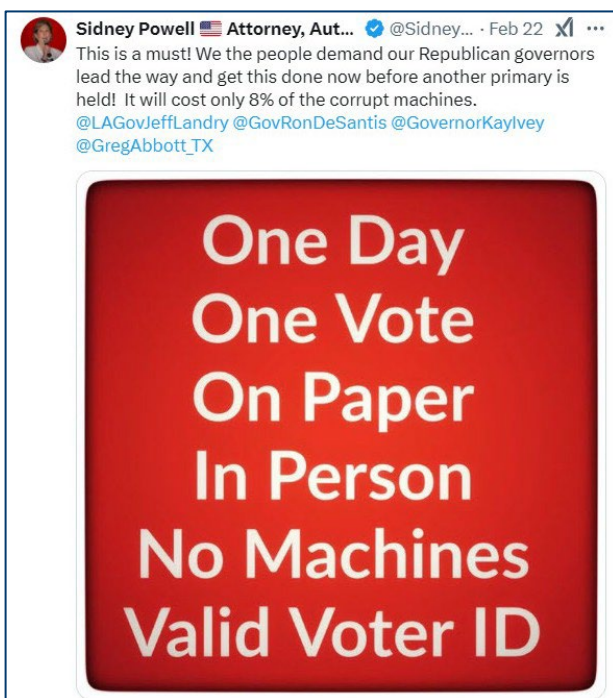 Sidney Powell 🇺🇸 Attorney, Aut... @Sidney... · Feb 22
This is a must! We the people demand our Republican governors
lead the way and get this done now before another primary is
held! It will cost only 8% of the corrupt machines.
@LAGovJeffLandry @GovRonDeSantis @GovernorKayIvey
@GregAbbott_TX
One Day
One Vote
On Paper
In Person
No Machines
Valid Voter ID